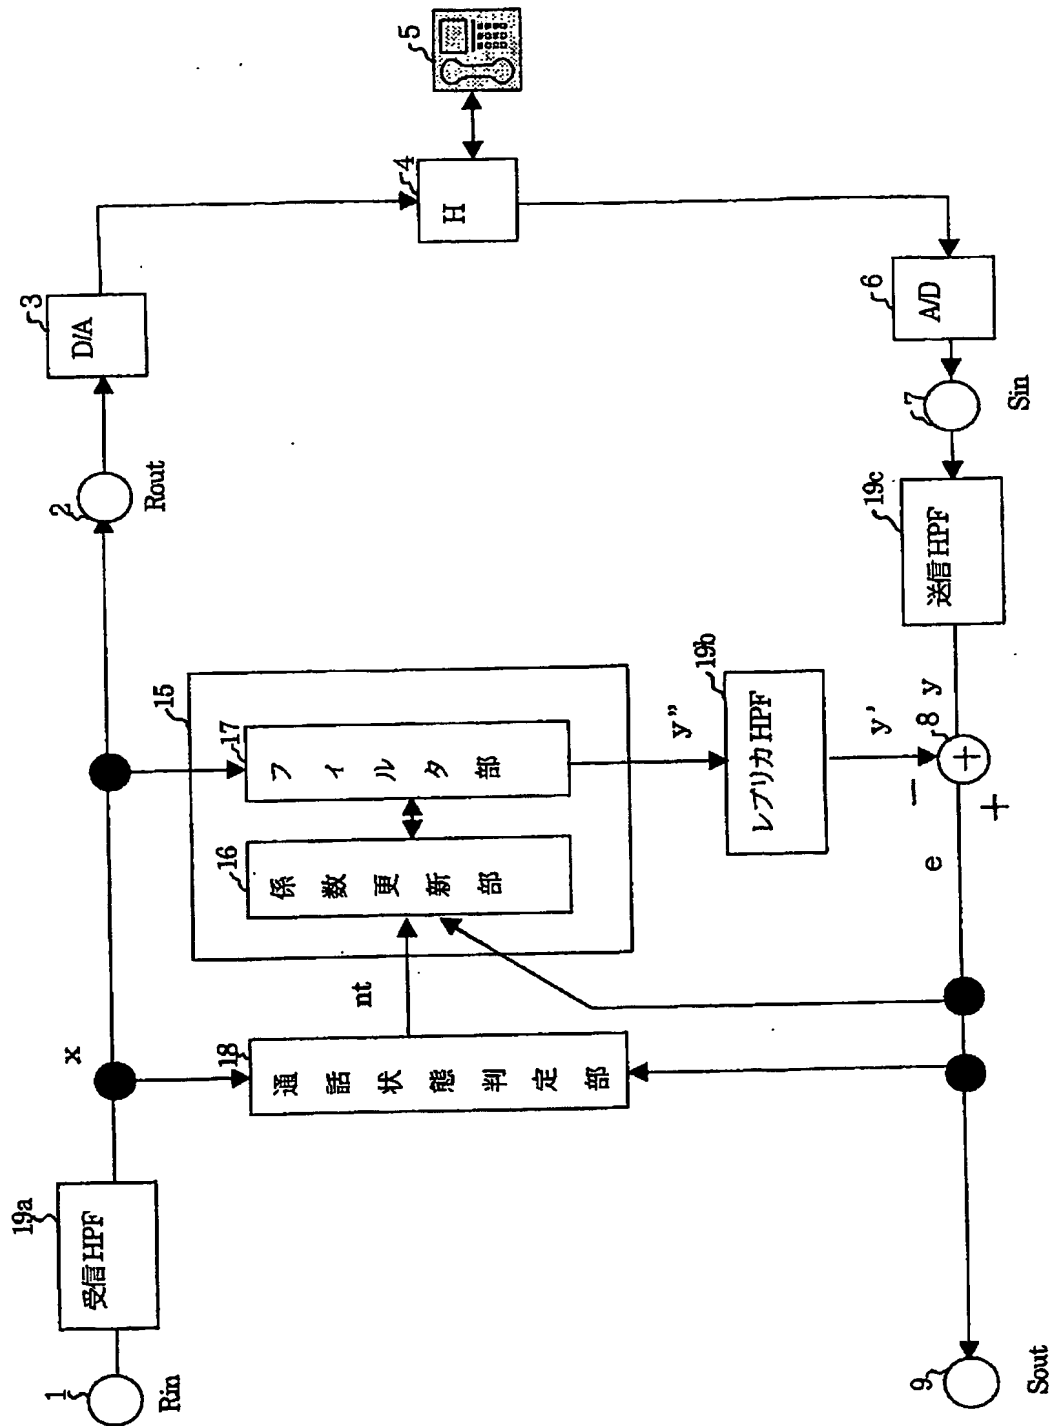 1
Rin
19a
受信HPF
x
18
通話状態判定部
nt
15
16
係数更新部
17
フィルタ部
2
Rout
3
D/A
4
H
5
6
A/D
7
Sin
19c
送信HPF
y"
19b
レプリカHPF
y'
8
y
+
−
+
e
9
Sout